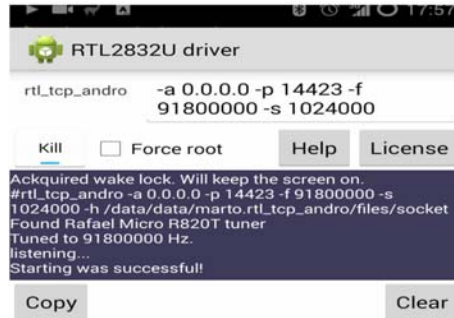 17:57
RTL2832U driver
rtl_tcp_andro
-a 0.0.0.0 -p 14423 -f
91800000 -s 1024000
Kill
Force root
Help
License
Ackquired wake lock. Will keep the screen on.
#rtl_tcp_andro -a 0.0.0.0 -p 14423 -f 91800000 -s
1024000 -h /data/data/marto.rtl_tcp_andro/files/socket
Found Rafael Micro R820T tuner
Tuned to 91800000 Hz.
listening...
Starting was successful!
Copy
Clear